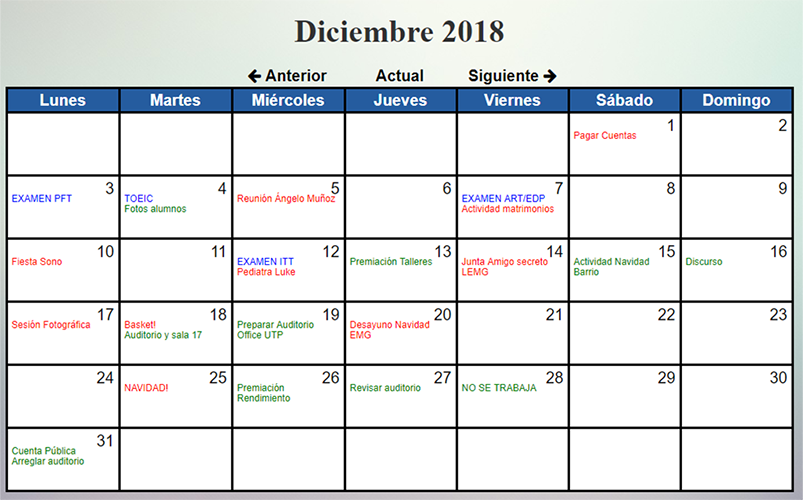 Diciembre 2018
🡰 Anterior Actual Siguiente 🡲
Lunes Martes Miércoles Jueves Viernes Sábado Domingo
1 2
Pagar Cuentas
3 4 5 6 7 8 9
EXAMEN PFT TOEIC Reunión Ángelo Muñoz EXAMEN ART/EDP
Fotos alumnos Actividad matrimonios
10 11 12 13 14 15 16
Fiesta Sono EXAMEN ITT Premiación Talleres Junta Amigo secreto Actividad Navidad Discurso
Pediatra Luke LEMG Barrio
17 18 19 20 21 22 23
Sesión Fotográfica Basket! Preparar Auditorio Desayuno Navidad
Auditorio y sala 17 Office UTP EMG
24 25 26 27 28 29 30
NAVIDAD! Premiación Revisar auditorio NO SE TRABAJA
Rendimiento
31
Cuenta Pública
Arreglar auditorio